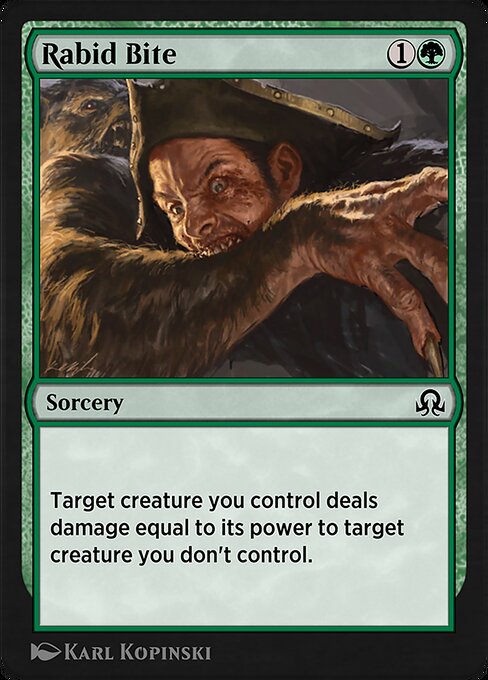 Rabid Bite 1
Sorcery
Target creature you control deals
damage equal to its power to target
creature you don't control.
Karl Kopinski